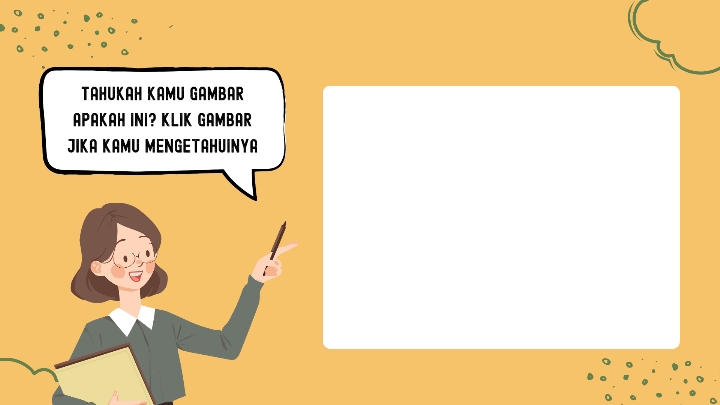 TAHUKAH KAMU GAMBAR
APAKAH INI? KLIK GAMBAR
JIKA KAMU MENGETAHUINYA